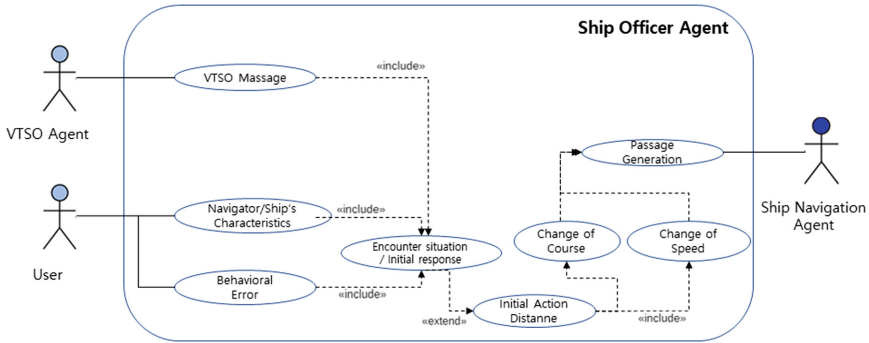 Ship Officer Agent
VTSO Agent
VTSO Massage
«include»
User
Navigator/Ship's
Characteristics
«include»
Behavioral
Error
«include»
Encounter situation
/ Initial response
«extend»
Initial Action
Distanne
«include»
Change of
Course
Change of
Speed
Passage
Generation
Ship Navigation
Agent